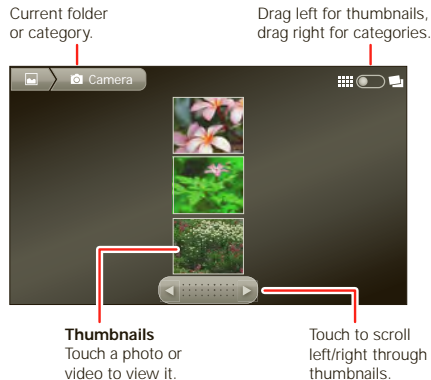 Current folder
or category.
Drag left for thumbnails,
drag right for categories.
Camera
Thumbnails
Touch a photo or
video to view it.
Touch to scroll
left/right through
thumbnails.